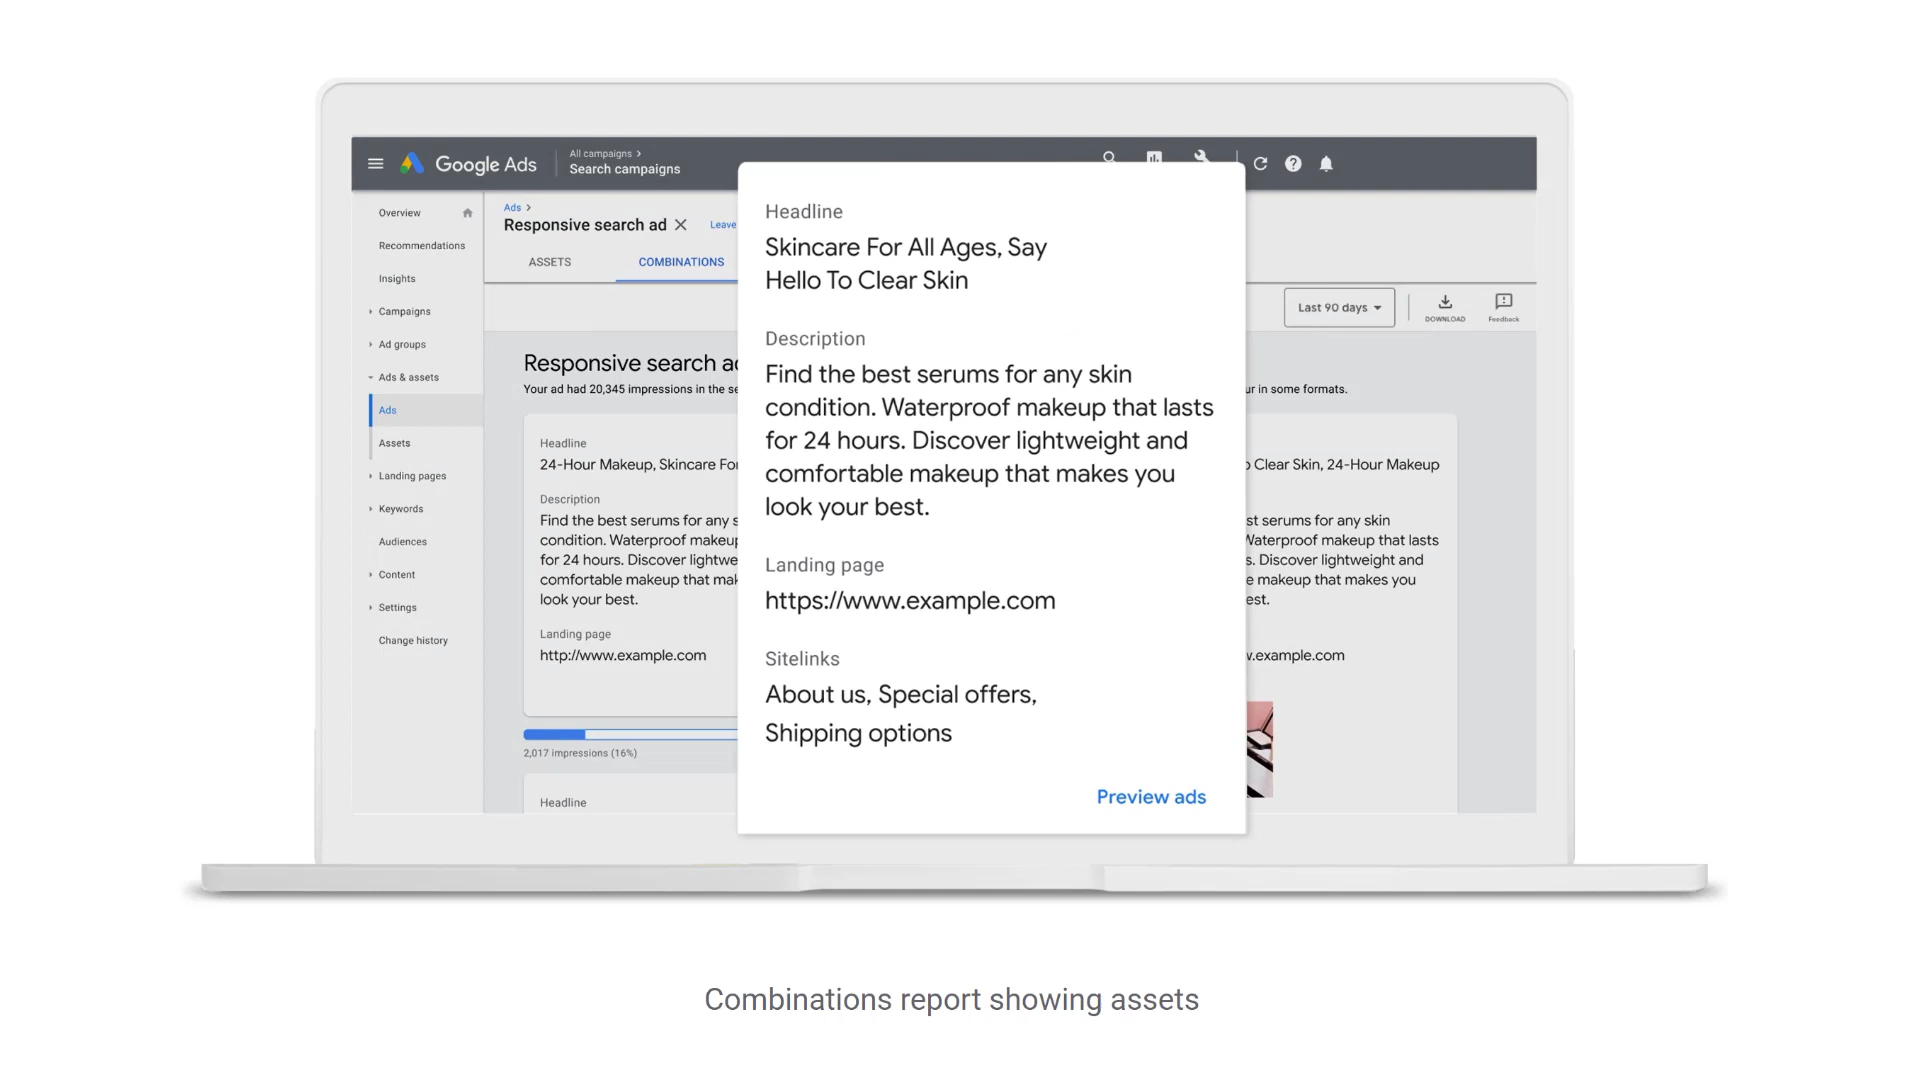 Google Ads
All campaigns >
Search campaigns
Overview
Recommendations
Insights
Campaigns
Ad groups
Ads & assets
Ads
Assets
Landing pages
Keywords
Audiences
Content
Settings
Change history
Ads >
Responsive search ad
Leave
ASSETS
COMBINATIONS
Last 90 days
DOWNLOAD
Feedback
Responsive search
Your ad had 20,345 impressions in the
in some formats.
Headline
24-Hour Makeup, Skincare
Description
Find the best serums for any
condition. Waterproof
for 24 hours. Discover
comfortable makeup that
look your best.
Landing page
http://www.example.com
2,017 impressions (16%)
Headline
Headline
Skincare For All Ages, Say
Hello To Clear Skin
Description
Find the best serums for any skin
condition. Waterproof makeup that lasts
for 24 hours. Discover lightweight and
comfortable makeup that makes you
look your best.
Landing page
https://www.example.com
Sitelinks
About us, Special offers,
Shipping options
Preview ads
Clear Skin, 24-Hour Makeup
serums for any skin
makeup that lasts
Discover lightweight and
makeup that makes you
.example.com
Combinations report showing assets